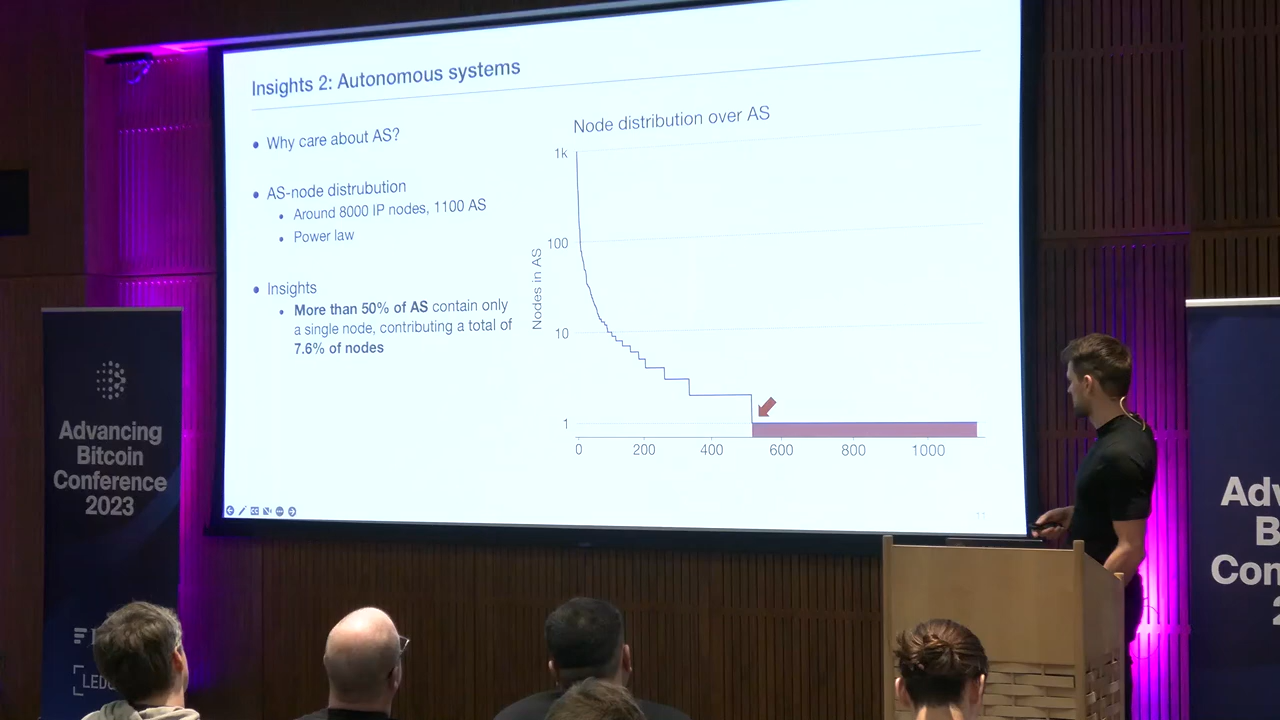 Insights 2: Autonomous systems
Why care about AS?
AS-node distrubution
Around 8000 IP nodes, 1100 AS
Power law
Insights
More than 50% of AS contain only
a single node, contributing a total of
7.6% of nodes
Node distribution over AS
Nodes in AS
1k
100
10
1
0 200 400 600 800 1000
11
Advancing
Bitcoin
Conference
2023